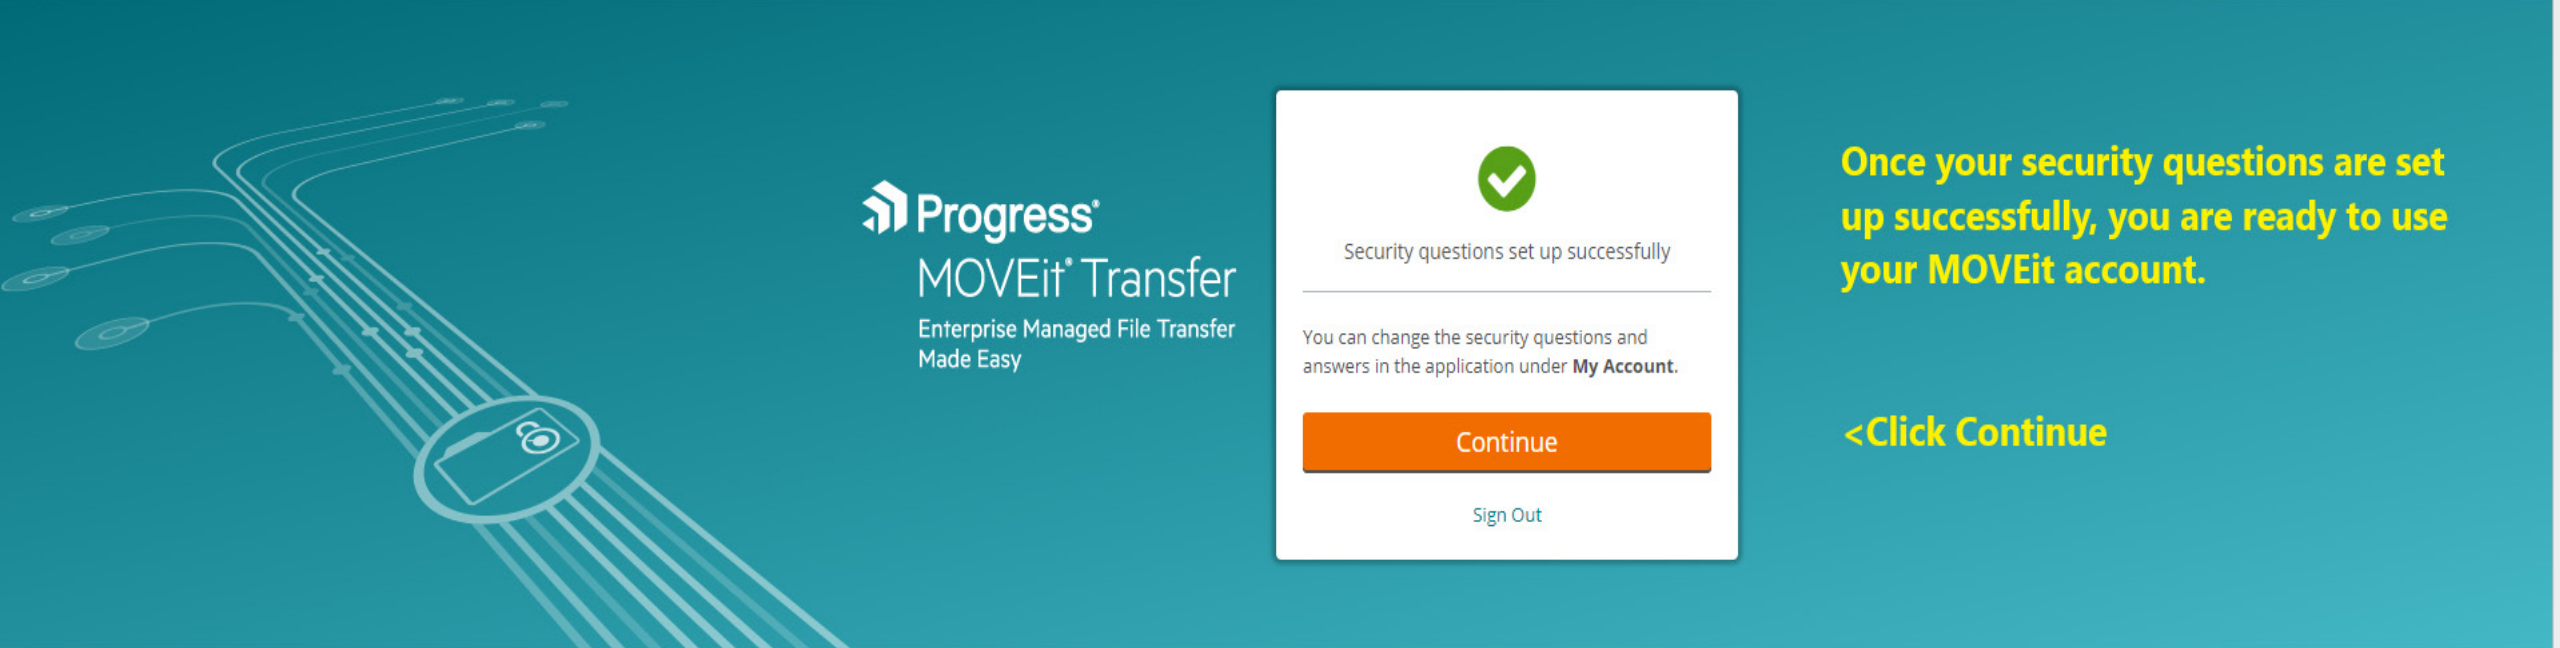 Progress®
MOVEit® Transfer
Enterprise Managed File Transfer
Made Easy
Security questions set up successfully
You can change the security questions and
answers in the application under My Account.
Continue
Sign Out
Once your security questions are set
up successfully, you are ready to use
your MOVEit account.
<Click Continue